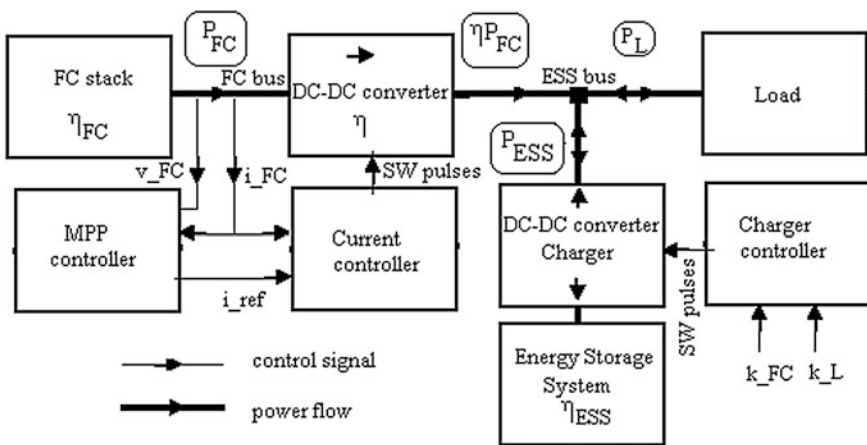 P_FC
ηP_FC
P_L
FC stack
η_FC
FC bus
DC-DC converter
η
ESS bus
Load
P_ESS
v_FC
i_FC
SW pulses
MPP
controller
Current
controller
DC-DC converter
Charger
Charger
controller
i_ref
SW pulses
control signal
power flow
Energy Storage
System
η_ESS
k_FC
k_L